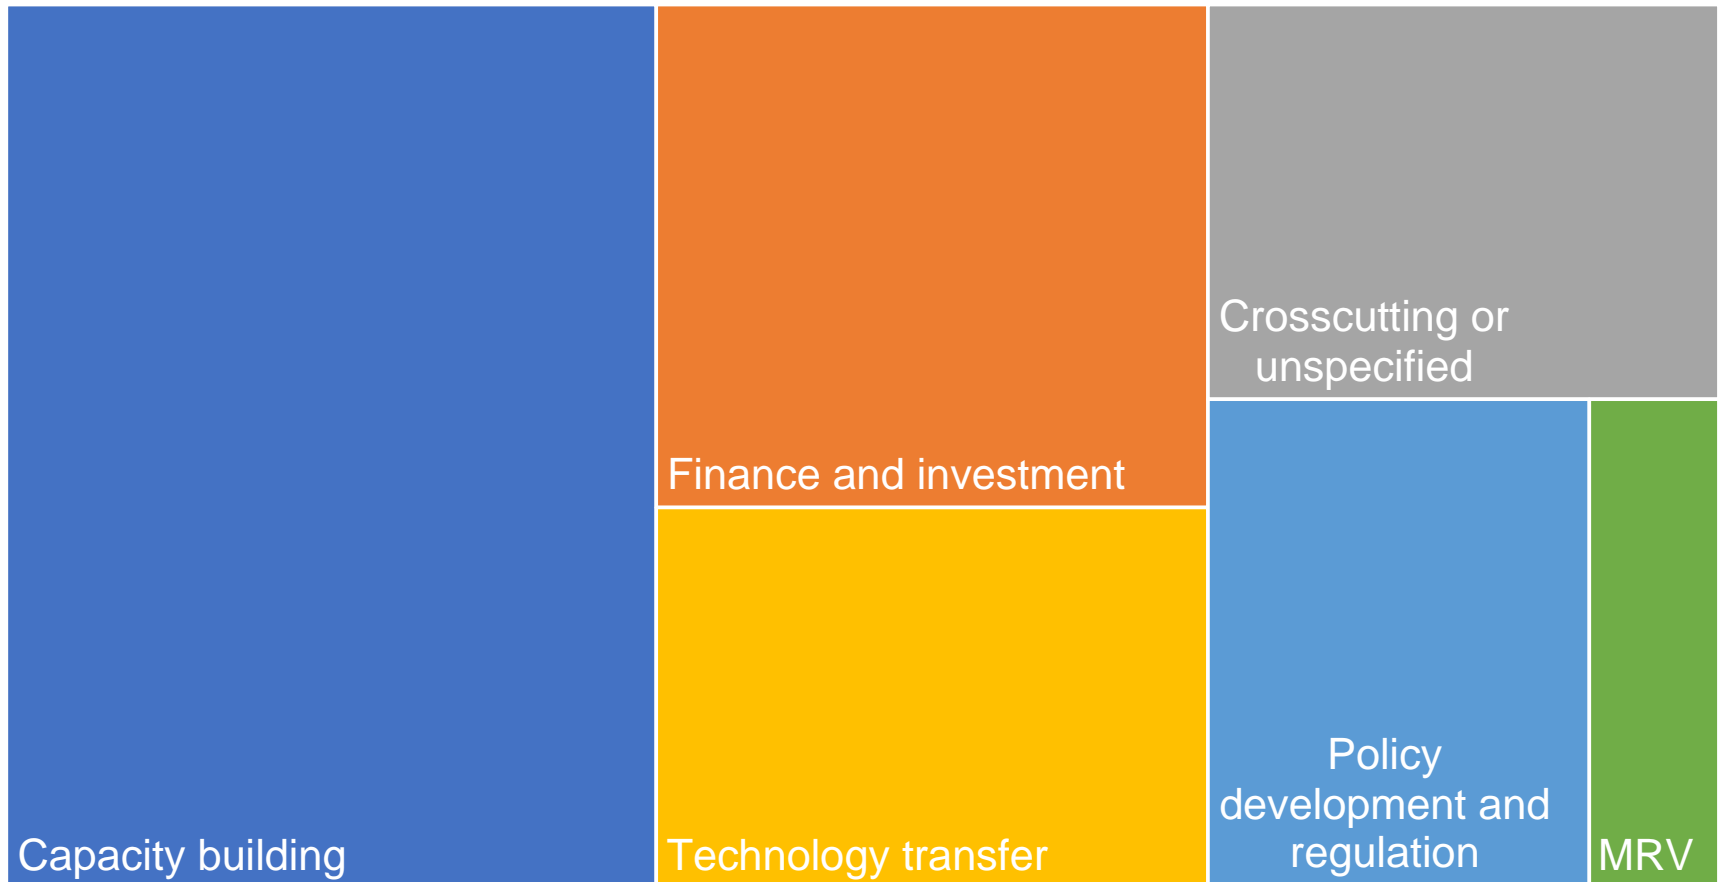 Capacity building
Finance and investment
Technology transfer
Crosscutting or
unspecified
Policy
development and
regulation
MRV